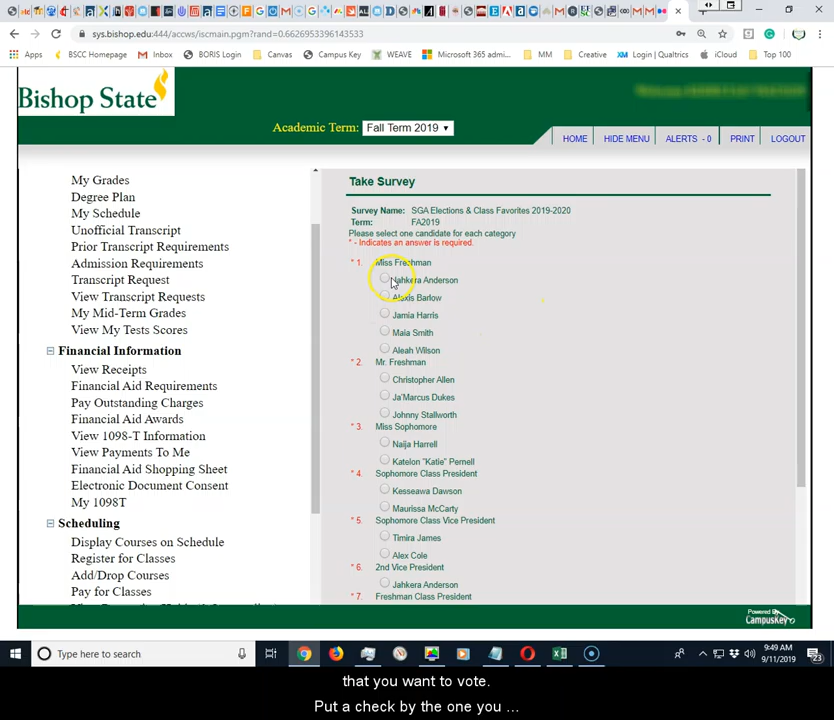 sys.bishop.edu:444/accws/iscmain.pgm?rand=0.6626953396143533
Apps BSCC Homepage Inbox BORIS Login Canvas Campus Key WEAVE Microsoft 365 admi... MM Creative Login | Qualtrics iCloud Top 100
Bishop State
Academic Term: Fall Term 2019
HOME HIDE MENU ALERTS - 0 PRINT LOGOUT
My Grades
Degree Plan
My Schedule
Unofficial Transcript
Prior Transcript Requirements
Admission Requirements
Transcript Request
View Transcript Requests
My Mid-Term Grades
View My Tests Scores
Financial Information
View Receipts
Financial Aid Requirements
Pay Outstanding Charges
Financial Aid Awards
View 1098-T Information
View Payments To Me
Financial Aid Shopping Sheet
Electronic Document Consent
My 1098T
Scheduling
Display Courses on Schedule
Register for Classes
Add/Drop Courses
Pay for Classes
Take Survey
Survey Name: SGA Elections & Class Favorites 2019-2020
Term: FA2019
Please select one candidate for each category
* - Indicates an answer is required.
* 1. Miss Freshman
Jahkera Anderson
Alexis Barlow
Jamia Harris
Maia Smith
Aleah Wilson
* 2. Mr. Freshman
Christopher Allen
Ja'Marcus Dukes
Johnny Stallworth
* 3. Miss Sophomore
Naija Harrell
Katelon "Katie" Pernell
* 4. Sophomore Class President
Kesseawa Dawson
Maurissa McCarty
* 5. Sophomore Class Vice President
Timira James
Alex Cole
* 6. 2nd Vice President
Jahkera Anderson
* 7. Freshman Class President
Powered By
CampusKey
Type here to search
9:49 AM
9/11/2019
23
that you want to vote.
Put a check by the one you ...